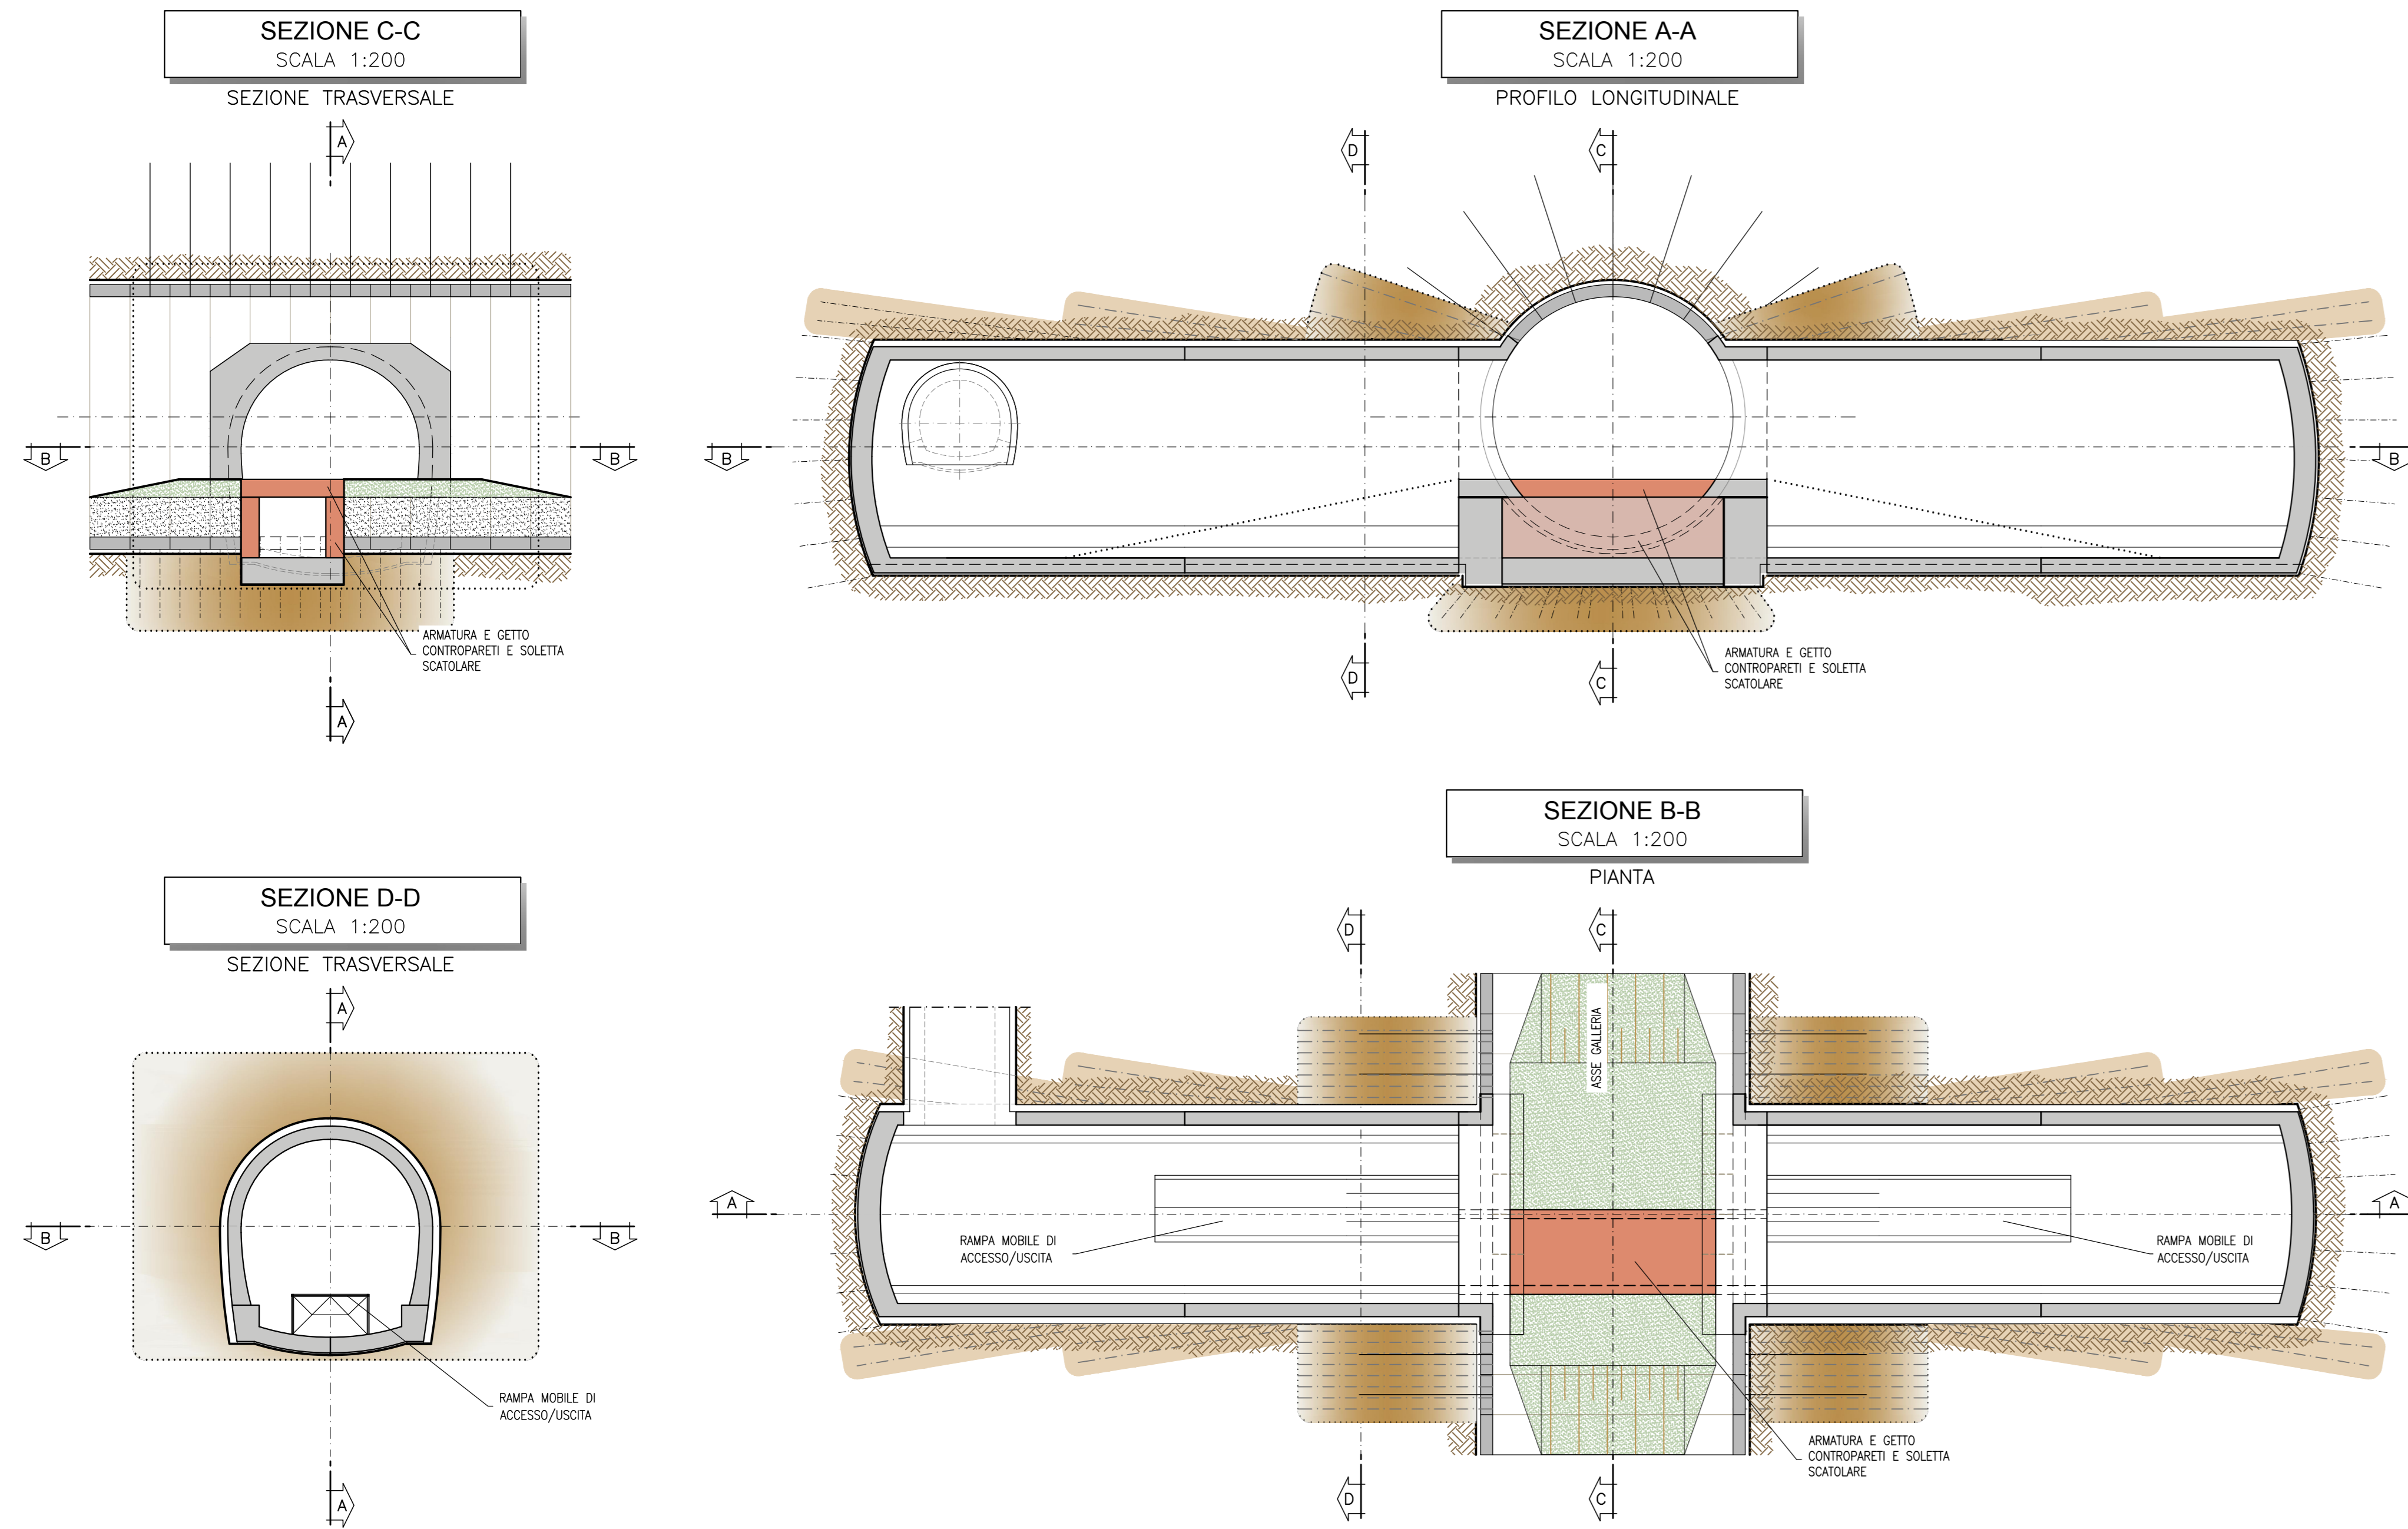 SEZIONE C-C
SCALA 1:200
SEZIONE TRASVERSALE
A
B
B
ARMATURA E GETTO
CONTROPARETI E SOLETTA
SCATOLARE
A
SEZIONE A-A
SCALA 1:200
PROFILO LONGITUDINALE
D
C
B
B
ARMATURA E GETTO
CONTROPARETI E SOLETTA
SCATOLARE
D
C
SEZIONE D-D
SCALA 1:200
SEZIONE TRASVERSALE
A
B
B
RAMPA MOBILE DI
ACCESSO/USCITA
A
SEZIONE B-B
SCALA 1:200
PIANTA
D
C
ASSE GALLERIA
A
A
RAMPA MOBILE DI
ACCESSO/USCITA
RAMPA MOBILE DI
ACCESSO/USCITA
ARMATURA E GETTO
CONTROPARETI E SOLETTA
SCATOLARE
D
C